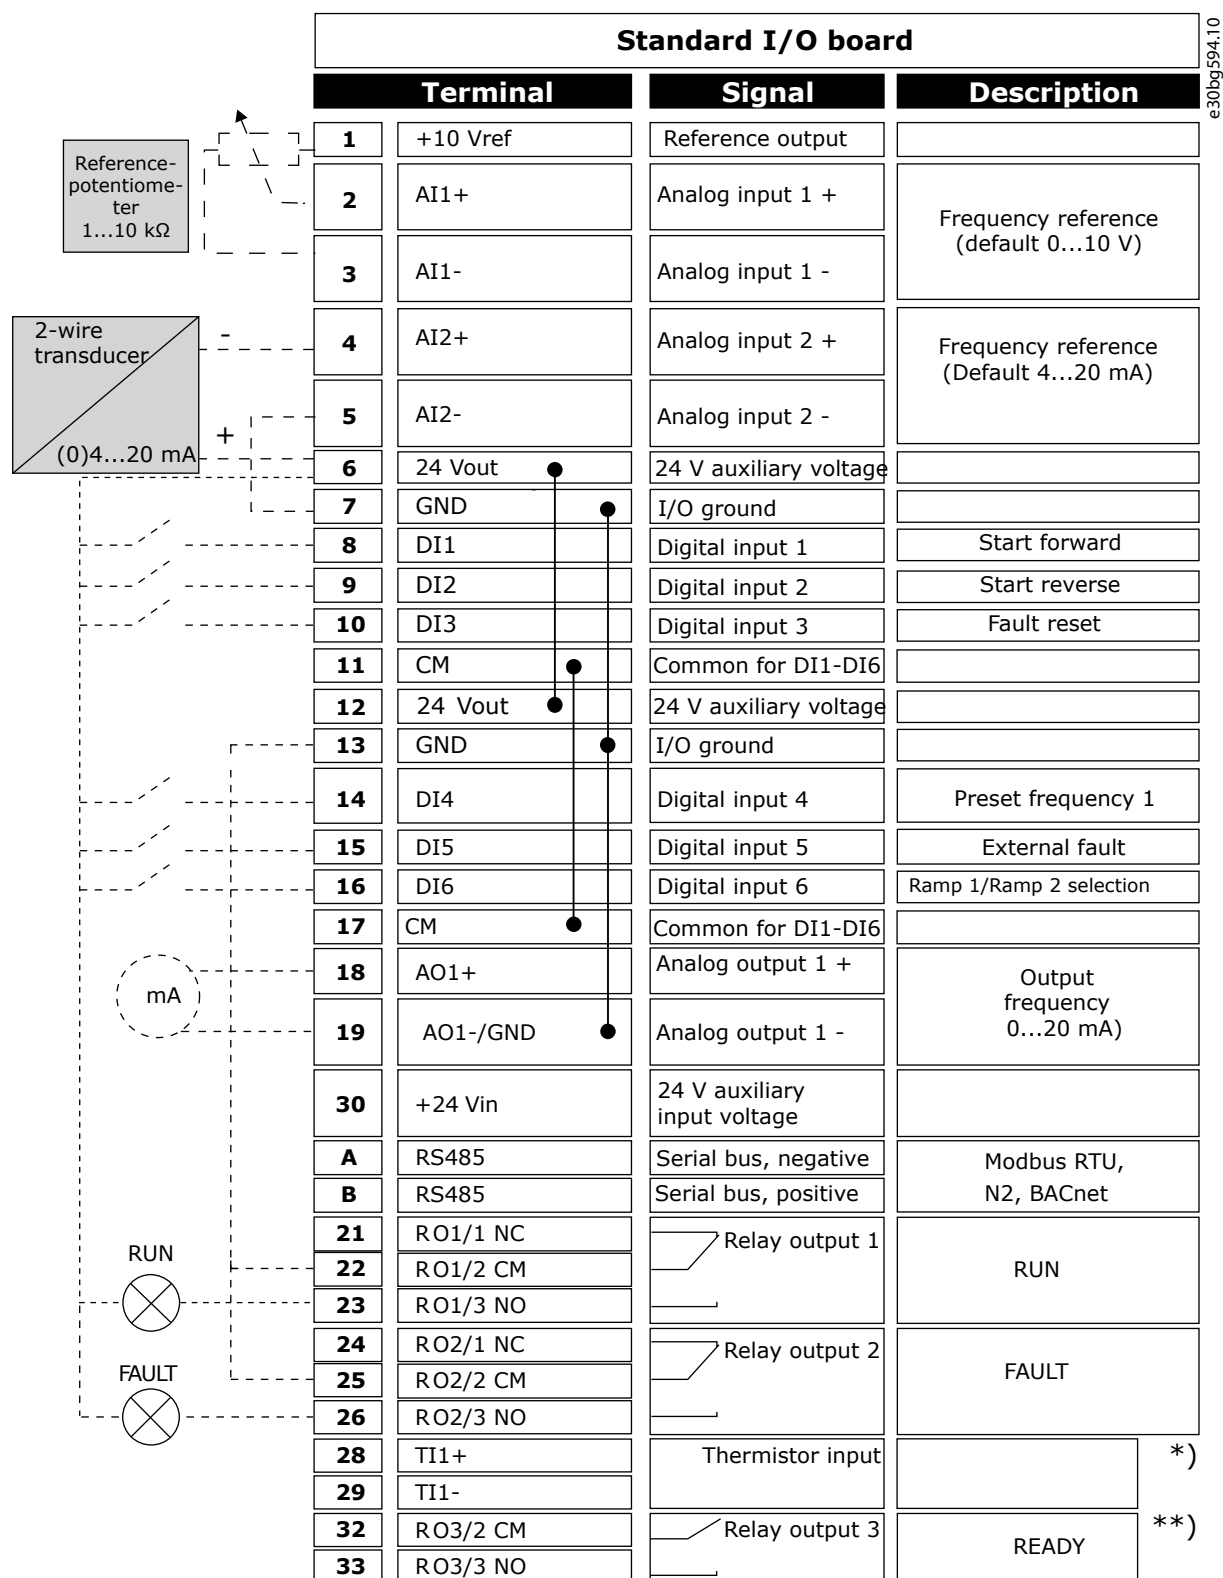 Standard I/O board
e30bg594.10
Terminal Signal Description
Reference-
potentiome-
ter
1...10 kΩ
1 +10 Vref Reference output
2 AI1+ Analog input 1 +
Frequency reference
(default 0...10 V)
3 AI1- Analog input 1 -
2-wire
transducer
-
+
(0)4...20 mA
4 AI2+ Analog input 2 +
Frequency reference
(Default 4...20 mA)
5 AI2- Analog input 2 -
6 24 Vout 24 V auxiliary voltage
7 GND I/O ground
8 DI1 Digital input 1 Start forward
9 DI2 Digital input 2 Start reverse
10 DI3 Digital input 3 Fault reset
11 CM Common for DI1-DI6
12 24 Vout 24 V auxiliary voltage
13 GND I/O ground
14 DI4 Digital input 4 Preset frequency 1
15 DI5 Digital input 5 External fault
16 DI6 Digital input 6 Ramp 1/Ramp 2 selection
17 CM Common for DI1-DI6
mA
18 AO1+ Analog output 1 +
Output
frequency
0...20 mA)
19 AO1-/GND Analog output 1 -
30 +24 Vin 24 V auxiliary
input voltage
A RS485 Serial bus, negative Modbus RTU,
B RS485 Serial bus, positive N2, BACnet
21 RO1/1 NC Relay output 1
RUN
22 RO1/2 CM RUN
23 RO1/3 NO
24 RO2/1 NC Relay output 2
FAULT
25 RO2/2 CM FAULT
26 RO2/3 NO
28 TI1+ Thermistor input *)
29 TI1-
32 RO3/2 CM Relay output 3 READY **)
33 RO3/3 NO